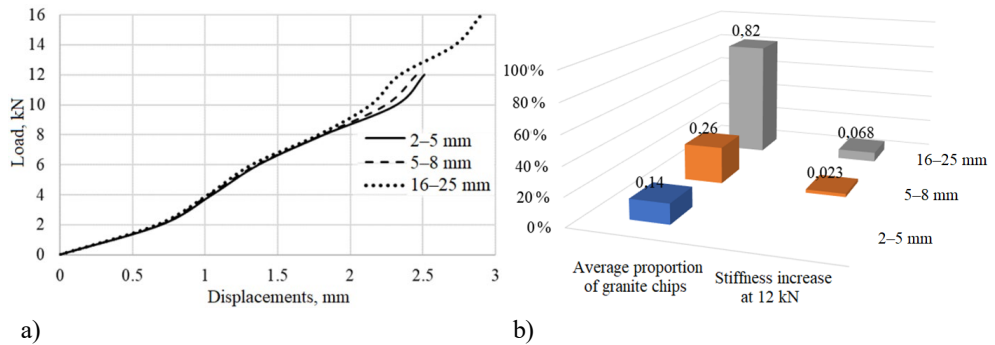 16
14
12
10
8
6
4
2
0
Load, kN
0
0.5
1
1.5
2
2.5
3
Displacements, mm
2–5 mm
5–8 mm
16–25 mm
a)
100%
80%
60%
40%
20%
0%
0,82
0,26
0,14
0,068
0,023
16–25 mm
5–8 mm
2–5 mm
Average proportion
of granite chips
Stiffness increase
at 12 kN
b)